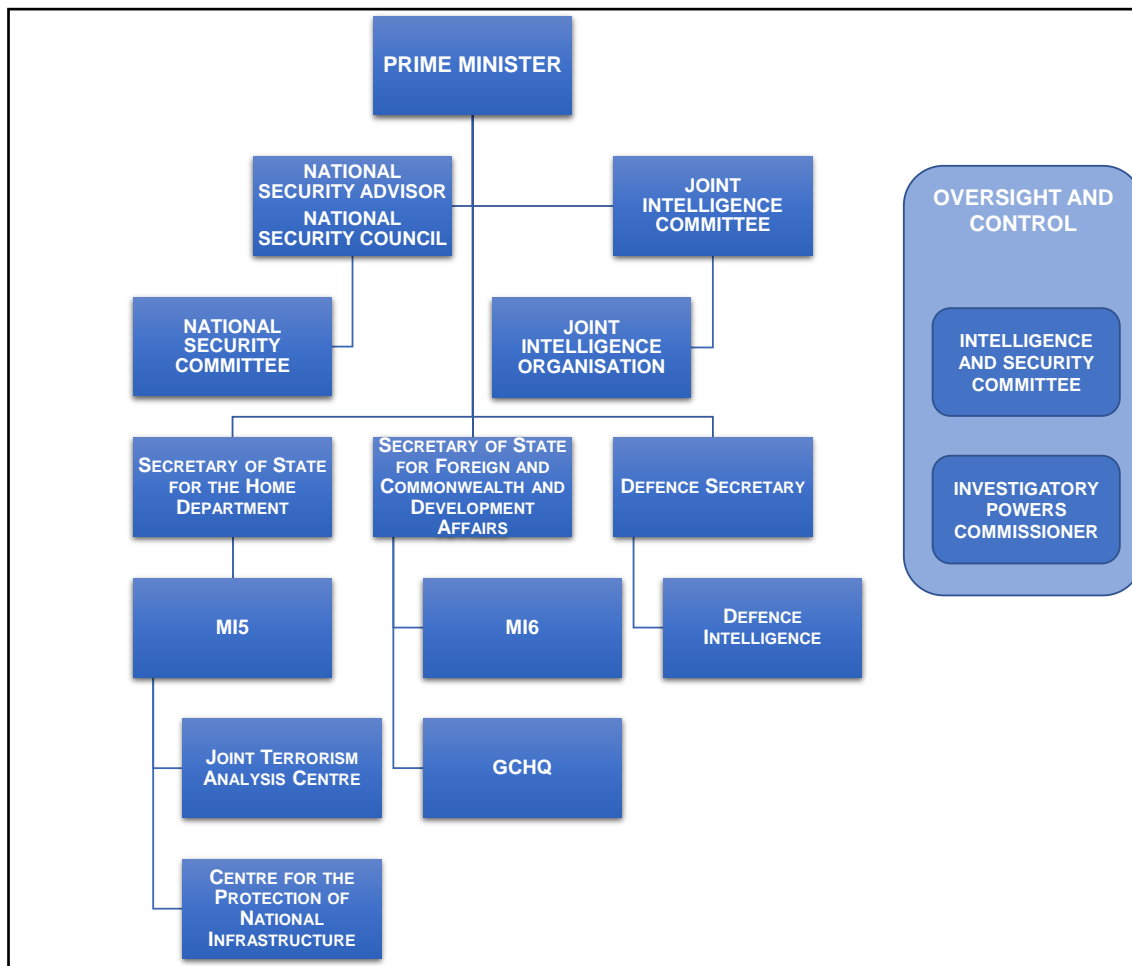 PRIME MINISTER
NATIONAL
SECURITY ADVISOR
NATIONAL
SECURITY COUNCIL
JOINT
INTELLIGENCE
COMMITTEE
OVERSIGHT AND
CONTROL
NATIONAL
SECURITY
COMMITTEE
JOINT
INTELLIGENCE
ORGANISATION
INTELLIGENCE
AND SECURITY
COMMITTEE
SECRETARY OF STATE
FOR THE HOME
DEPARTMENT
SECRETARY OF STATE
FOR FOREIGN AND
COMMONWEALTH AND
DEVELOPMENT
AFFAIRS
DEFENCE SECRETARY
INVESTIGATORY
POWERS
COMMISSIONER
MI5
MI6
DEFENCE
INTELLIGENCE
JOINT TERRORISM
ANALYSIS CENTRE
GCHQ
CENTRE FOR THE
PROTECTION OF
NATIONAL
INFRASTRUCTURE